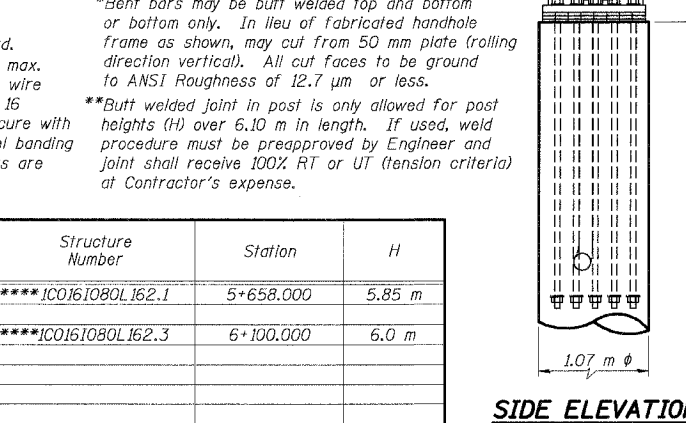 *Bent bars may be butt welded top and bottom
or bottom only. In lieu of fabricated handhole
frame as shown, may cut from 50 mm plate (rolling
direction vertical). All cut faces to be ground
to ANSI Roughness of 12.7 µm or less.
max.
wire
16
cure with
banding
s are
**Butt welded joint in post is only allowed for post
heights (H) over 6.10 m in length. If used, weld
procedure must be preapproved by Engineer and
joint shall receive 100% RT or UT (tension criteria)
at Contractor's expense.
Structure
Number
Station
H
****1C016I080L162.1 5+658.000 5.85 m
****1C016I080L162.3 6+100.000 6.0 m
1.07 m ϕ
SIDE ELEVATION